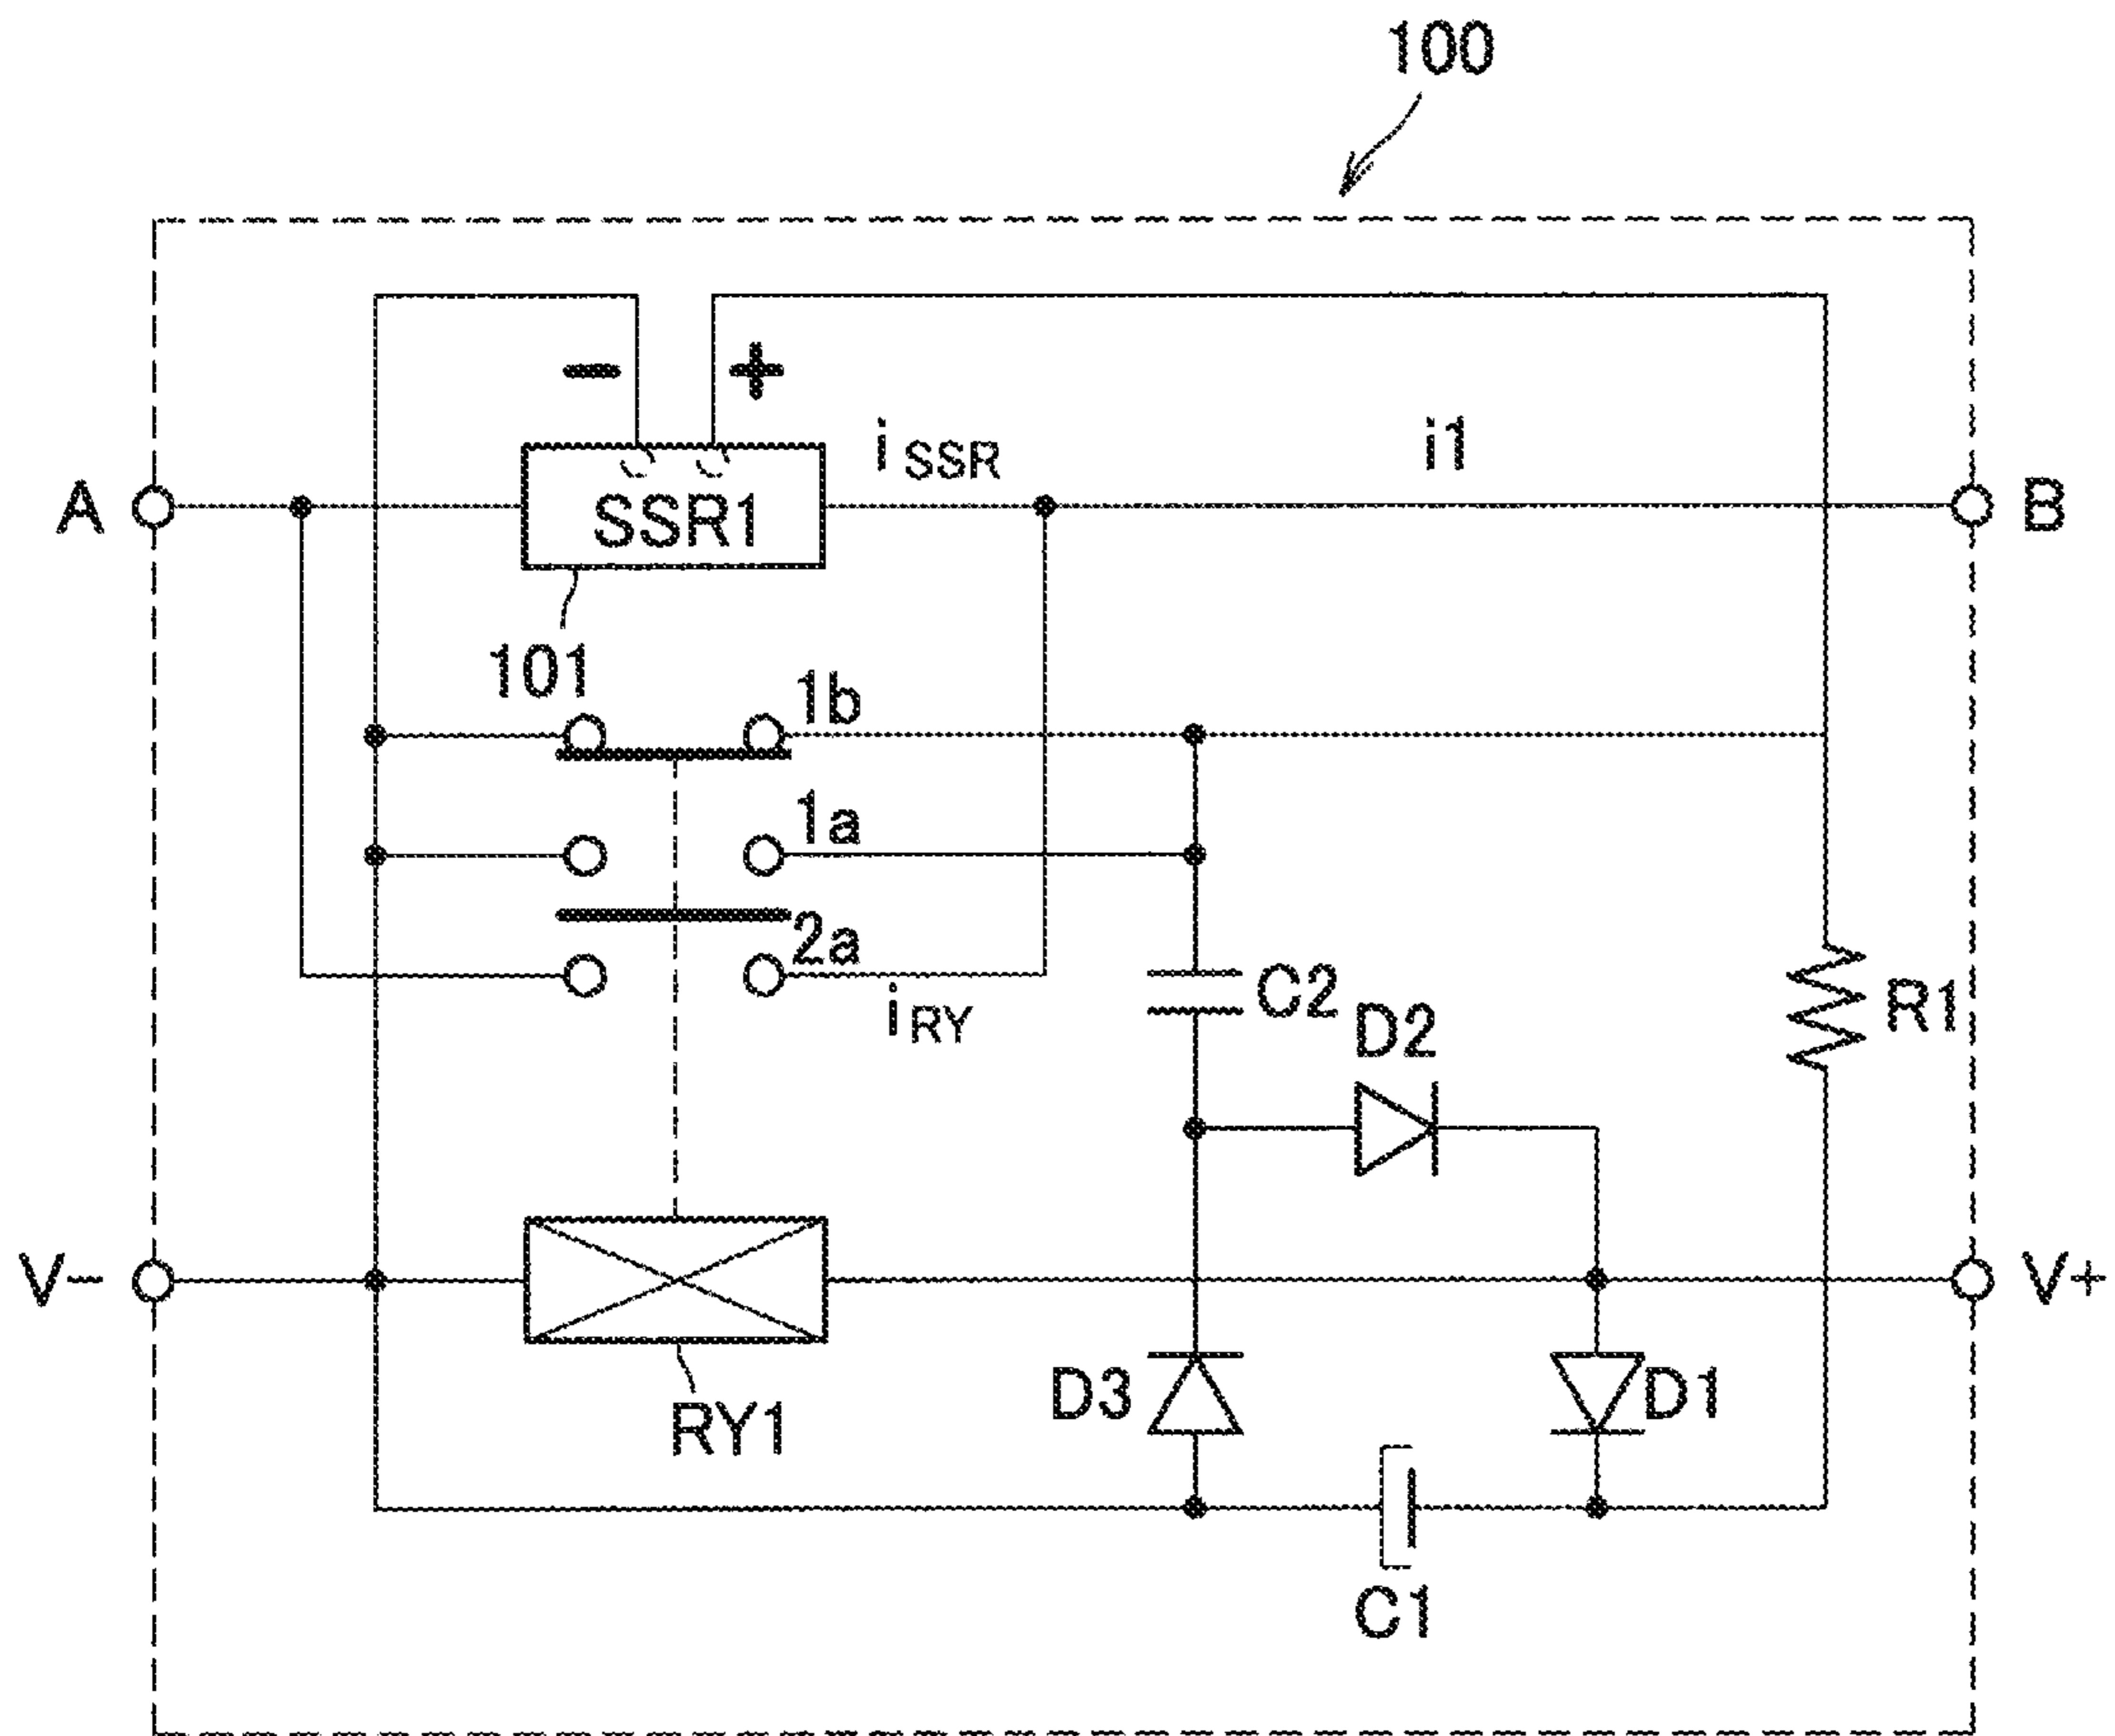 100
− +
i SSR i1
A SSR1 B
101
1b
1a
2a
i RY
C2
D2
R1
V− V+
RY1
D3
D1
C1